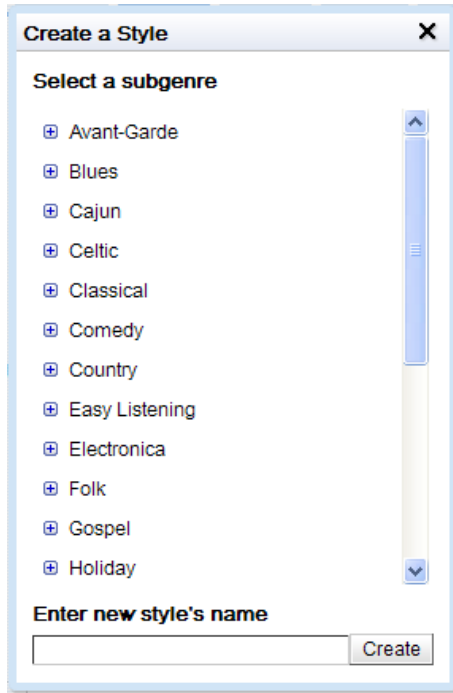 Create a Style
Select a subgenre
Avant-Garde
Blues
Cajun
Celtic
Classical
Comedy
Country
Easy Listening
Electronica
Folk
Gospel
Holiday
Enter new style's name
Create